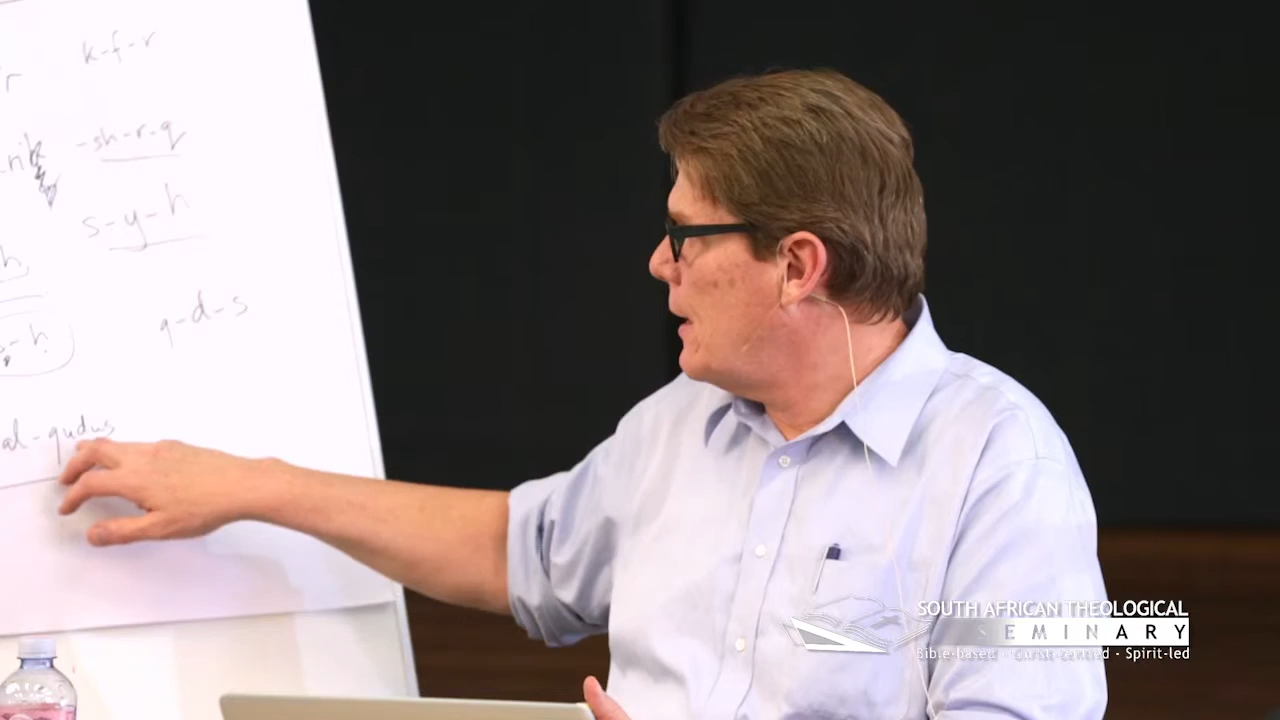 k-f-r
r
-sh-r-q
s-y-h
h
q-d-s
-h
al-qudus
SOUTH AFRICAN THEOLOGICAL
SEMINARY
Bible-based · Christ-centred · Spirit-led